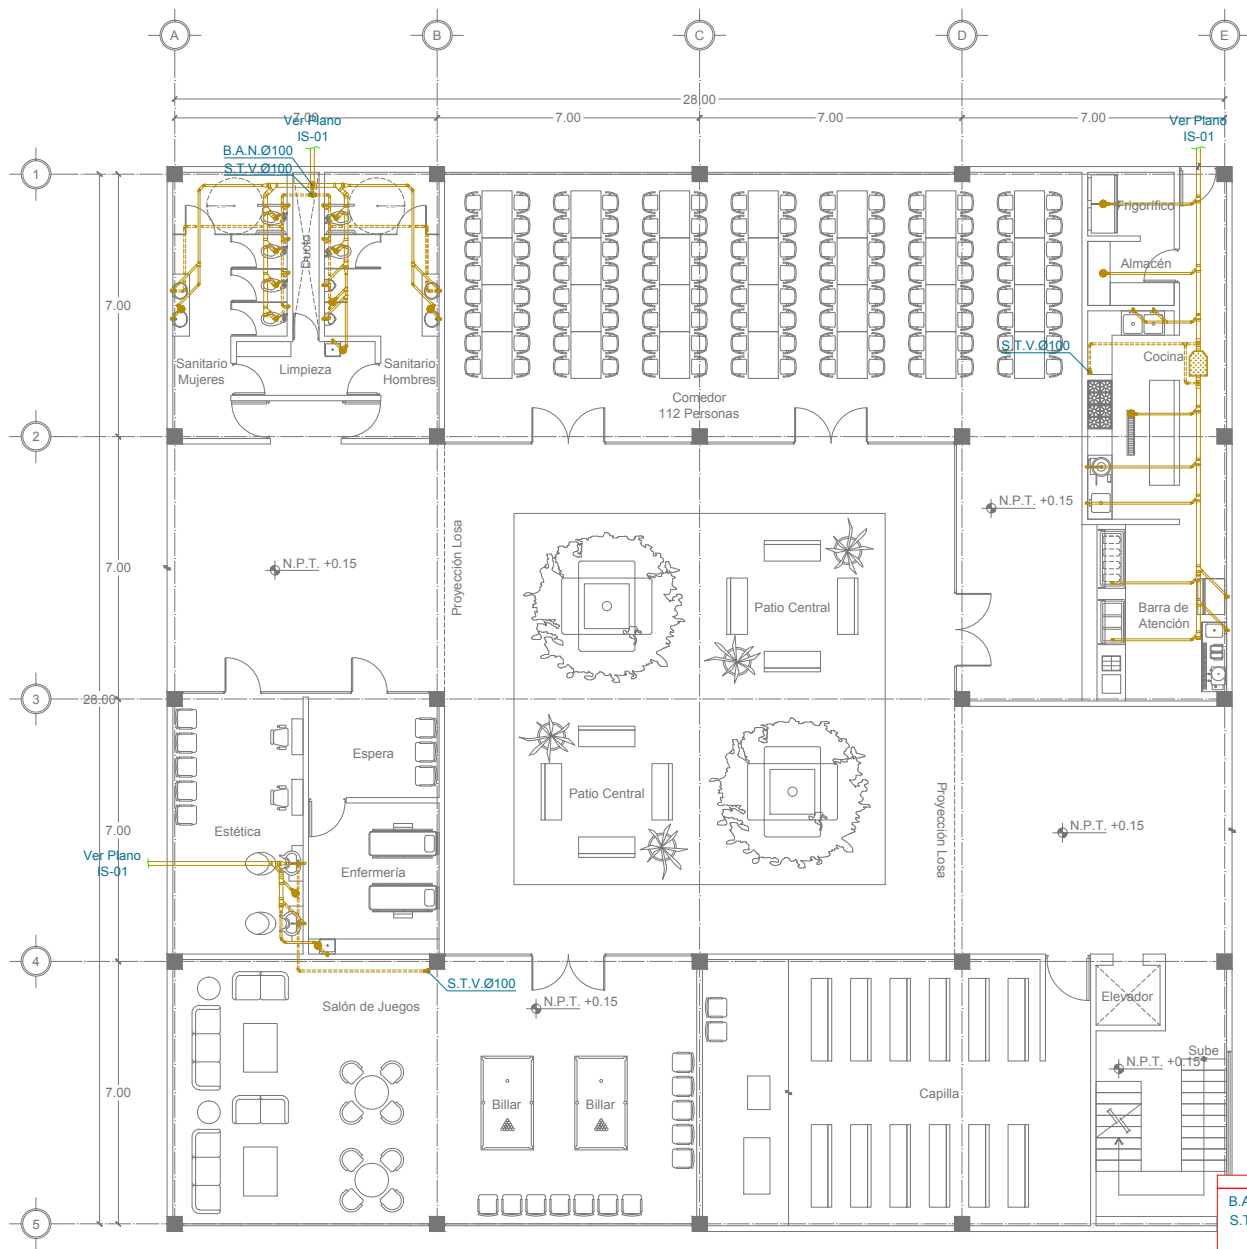 A
B
C
D
E
28.00
7.00
7.00
7.00
7.00
Ver Plano
IS-01
Ver Plano
IS-01
B.A.N.Ø100
S.T.V.Ø100
1
Ducto
Frigorífico
Almacén
7.00
S.T.V.Ø100
Cocina
Sanitario
Mujeres
Limpieza
Sanitario
Hombres
Comedor
112 Personas
2
N.P.T. +0.15
Proyección Losa
N.P.T. +0.15
7.00
Patio Central
Barra de
Atención
3
28.00
Espera
Patio Central
Proyección Losa
7.00
Estética
N.P.T. +0.15
Ver Plano
IS-01
Enfermería
4
S.T.V.Ø100
Salón de Juegos
N.P.T. +0.15
Elevador
Sube
N.P.T. +0.15
7.00
Billar
Billar
Capilla
B.A
S.T
5